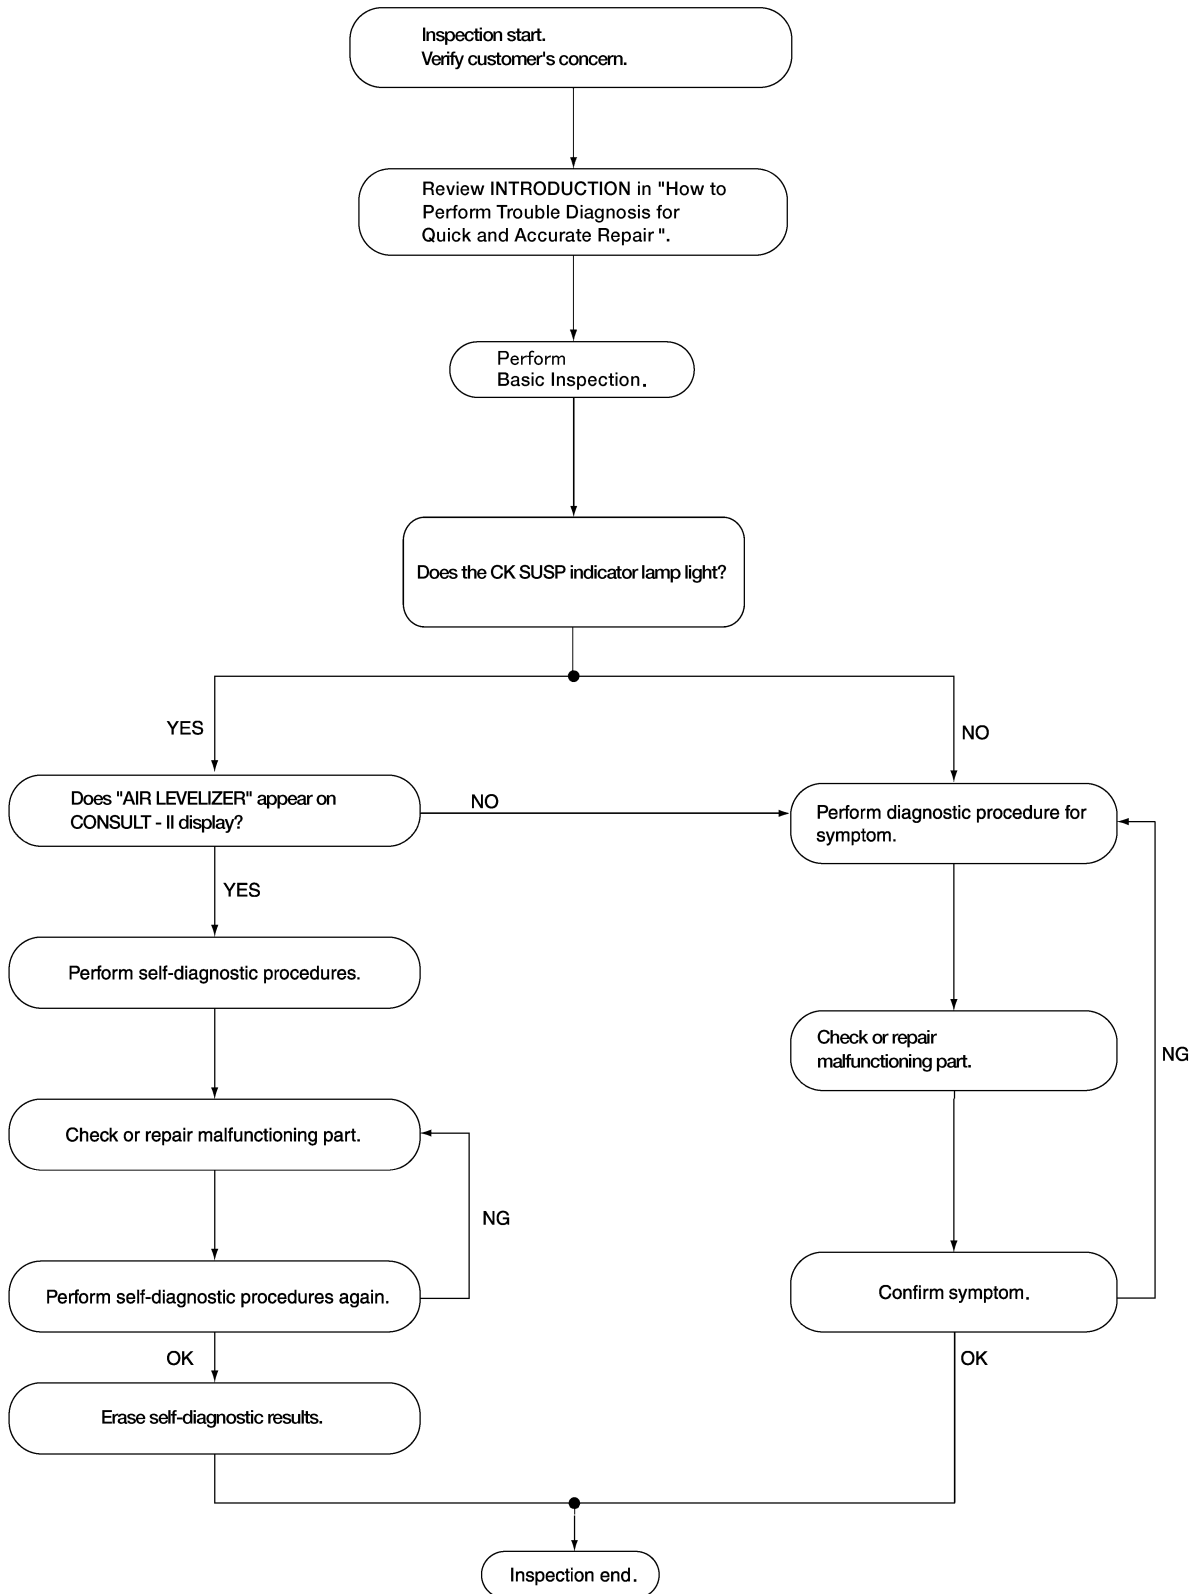 Inspection start.
Verify customer's concern.
Review INTRODUCTION in "How to
Perform Trouble Diagnosis for
Quick and Accurate Repair ".
Perform
Basic Inspection.
Does the CK SUSP indicator lamp light?
YES
NO
Does "AIR LEVELIZER" appear on
CONSULT - II display?
NO
Perform diagnostic procedure for
symptom.
YES
Perform self-diagnostic procedures.
Check or repair
malfunctioning part.
NG
Check or repair malfunctioning part.
NG
Perform self-diagnostic procedures again.
Confirm symptom.
OK
OK
Erase self-diagnostic results.
Inspection end.